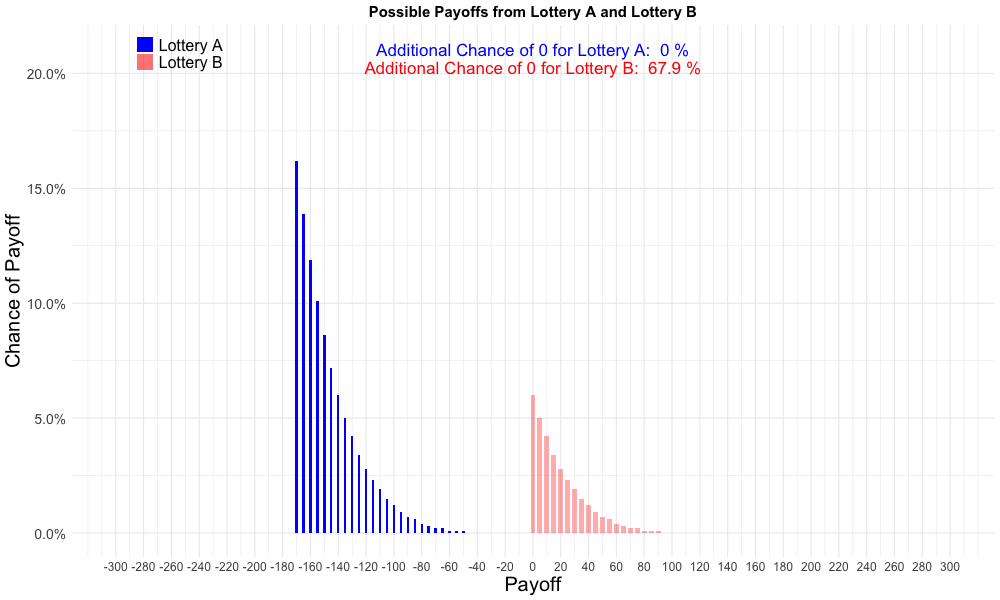 Possible Payoffs from Lottery A and Lottery B
Lottery A
Lottery B
Additional Chance of 0 for Lottery A:  0 %
Additional Chance of 0 for Lottery B:  67.9 %
Chance of Payoff
20.0%
15.0%
10.0%
5.0%
0.0%
-300 -280 -260 -240 -220 -200 -180 -160 -140 -120 -100 -80 -60 -40 -20 0 20 40 60 80 100 120 140 160 180 200 220 240 260 280 300
Payoff